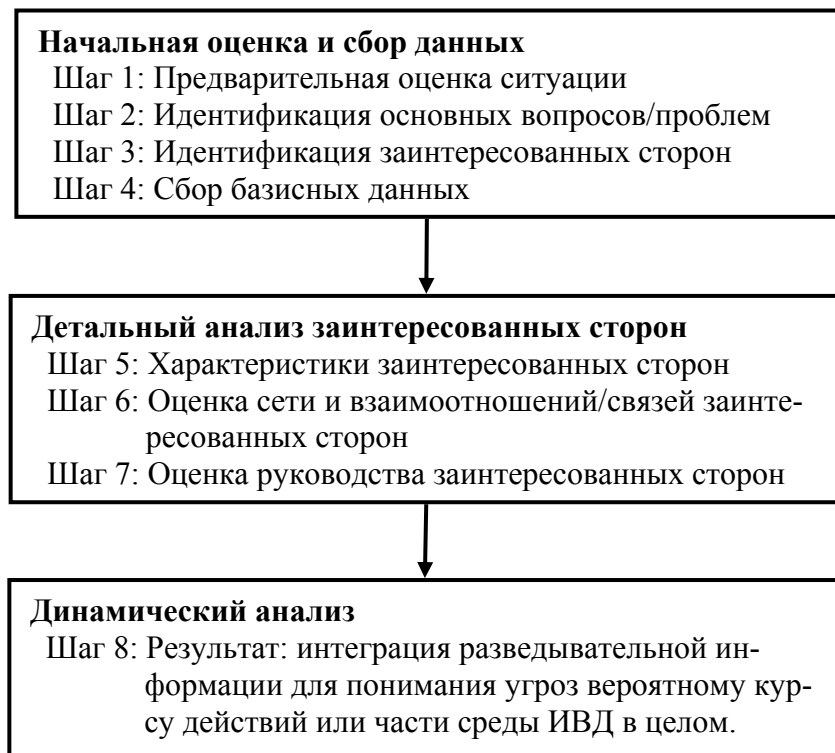 Начальная оценка и сбор данных
Шаг 1: Предварительная оценка ситуации
Шаг 2: Идентификация основных вопросов/проблем
Шаг 3: Идентификация заинтересованных сторон
Шаг 4: Сбор базисных данных
Детальный анализ заинтересованных сторон
Шаг 5: Характеристики заинтересованных сторон
Шаг 6: Оценка сети и взаимоотношений/связей заинте-
ресованных сторон
Шаг 7: Оценка руководства заинтересованных сторон
Динамический анализ
Шаг 8: Результат: интеграция разведывательной ин-
формации для понимания угроз вероятному кур-
су действий или части среды ИВД в целом.